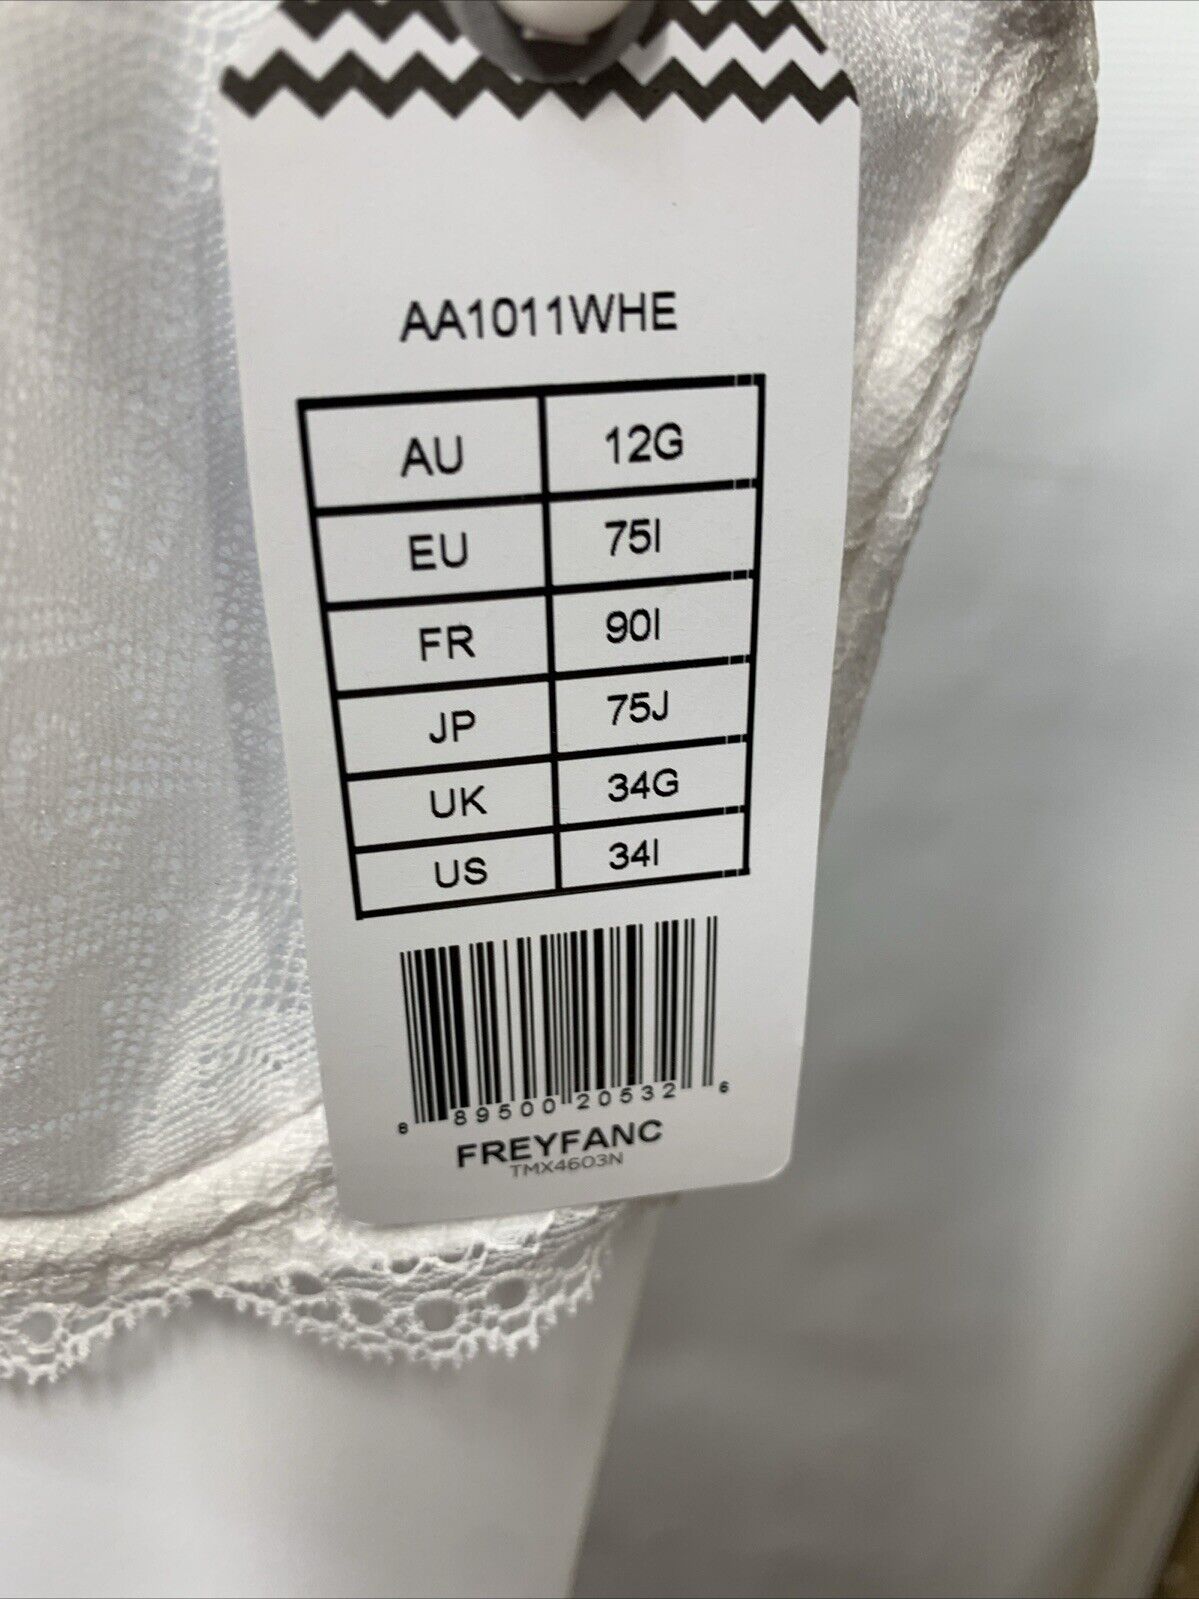 AA1011WHE
AU 12G
EU 75I
FR 90I
JP 75J
UK 34G
US 34I
8 89500 20532 6
FREYFANC
TMX4603N